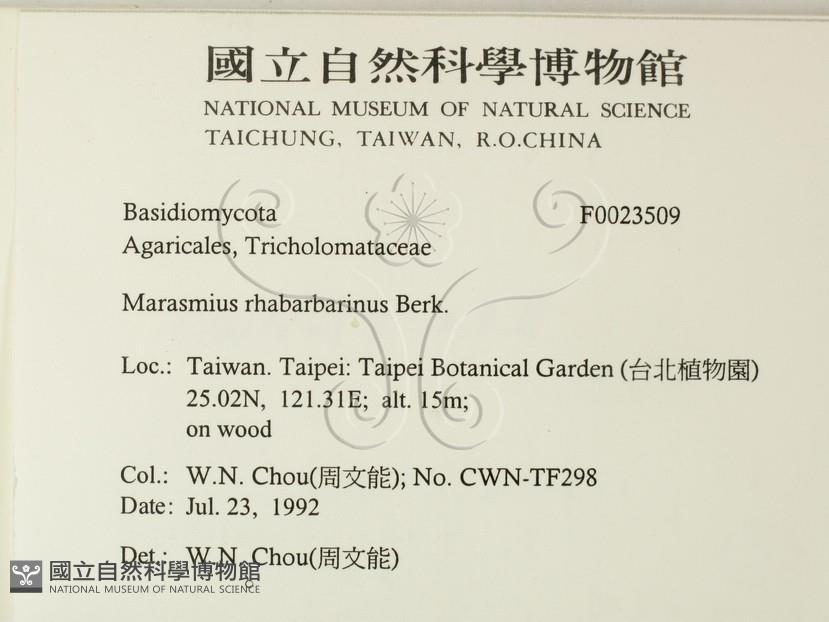 國立自然科學博物館
NATIONAL MUSEUM OF NATURAL SCIENCE
TAICHUNG, TAIWAN, R.O.CHINA
Basidiomycota F0023509
Agaricales, Tricholomataceae
Marasmius rhabarbarinus Berk.
Loc.: Taiwan. Taipei: Taipei Botanical Garden (台北植物園)
25.02N, 121.31E; alt. 15m;
on wood
Col.: W.N. Chou(周文能); No. CWN-TF298
Date: Jul. 23, 1992
Det.: W.N. Chou(周文能)
國立自然科學博物館
NATIONAL MUSEUM OF NATURAL SCIENCE